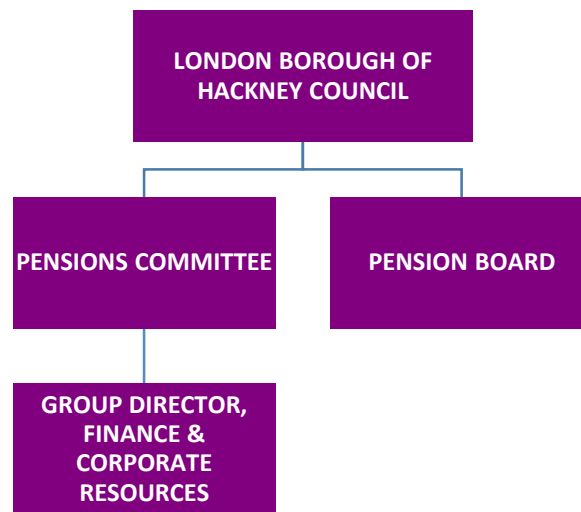 LONDON BOROUGH OF
HACKNEY COUNCIL
PENSIONS COMMITTEE
PENSION BOARD
GROUP DIRECTOR,
FINANCE &
CORPORATE
RESOURCES